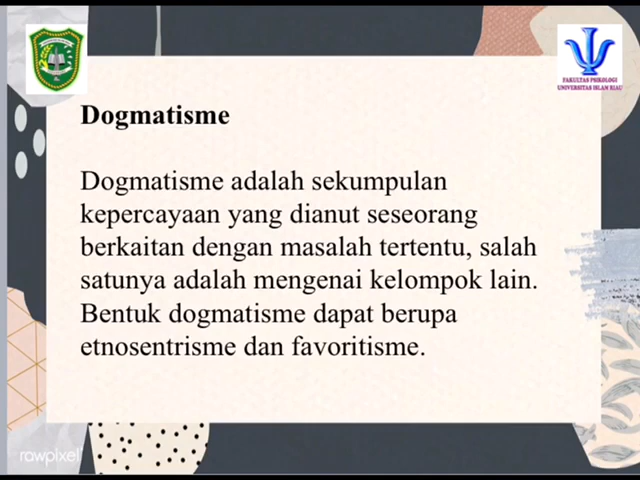 FAKULTAS PSIKOLOGI
UNIVERSITAS ISLAM RIAU
Dogmatisme
Dogmatisme adalah sekumpulan
kepercayaan yang dianut seseorang
berkaitan dengan masalah tertentu, salah
satunya adalah mengenai kelompok lain.
Bentuk dogmatisme dapat berupa
etnosentrisme dan favoritisme.
rawpixel